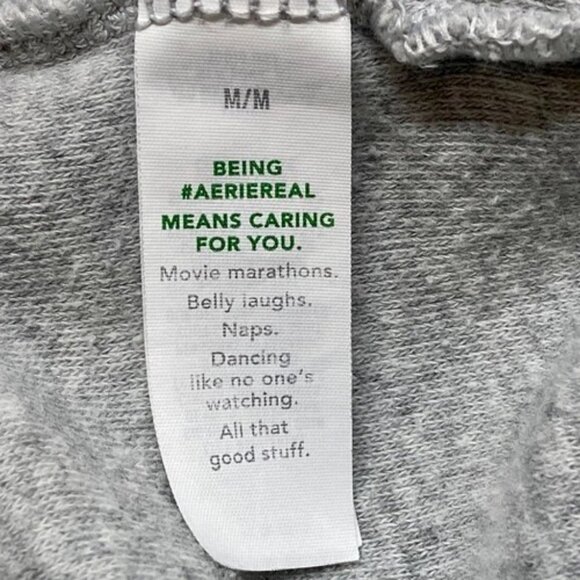 M/M
BEING
#AERIEREAL
MEANS CARING
FOR YOU.
Movie marathons.
Belly laughs.
Naps.
Dancing
like no one's
watching.
All that
good stuff.